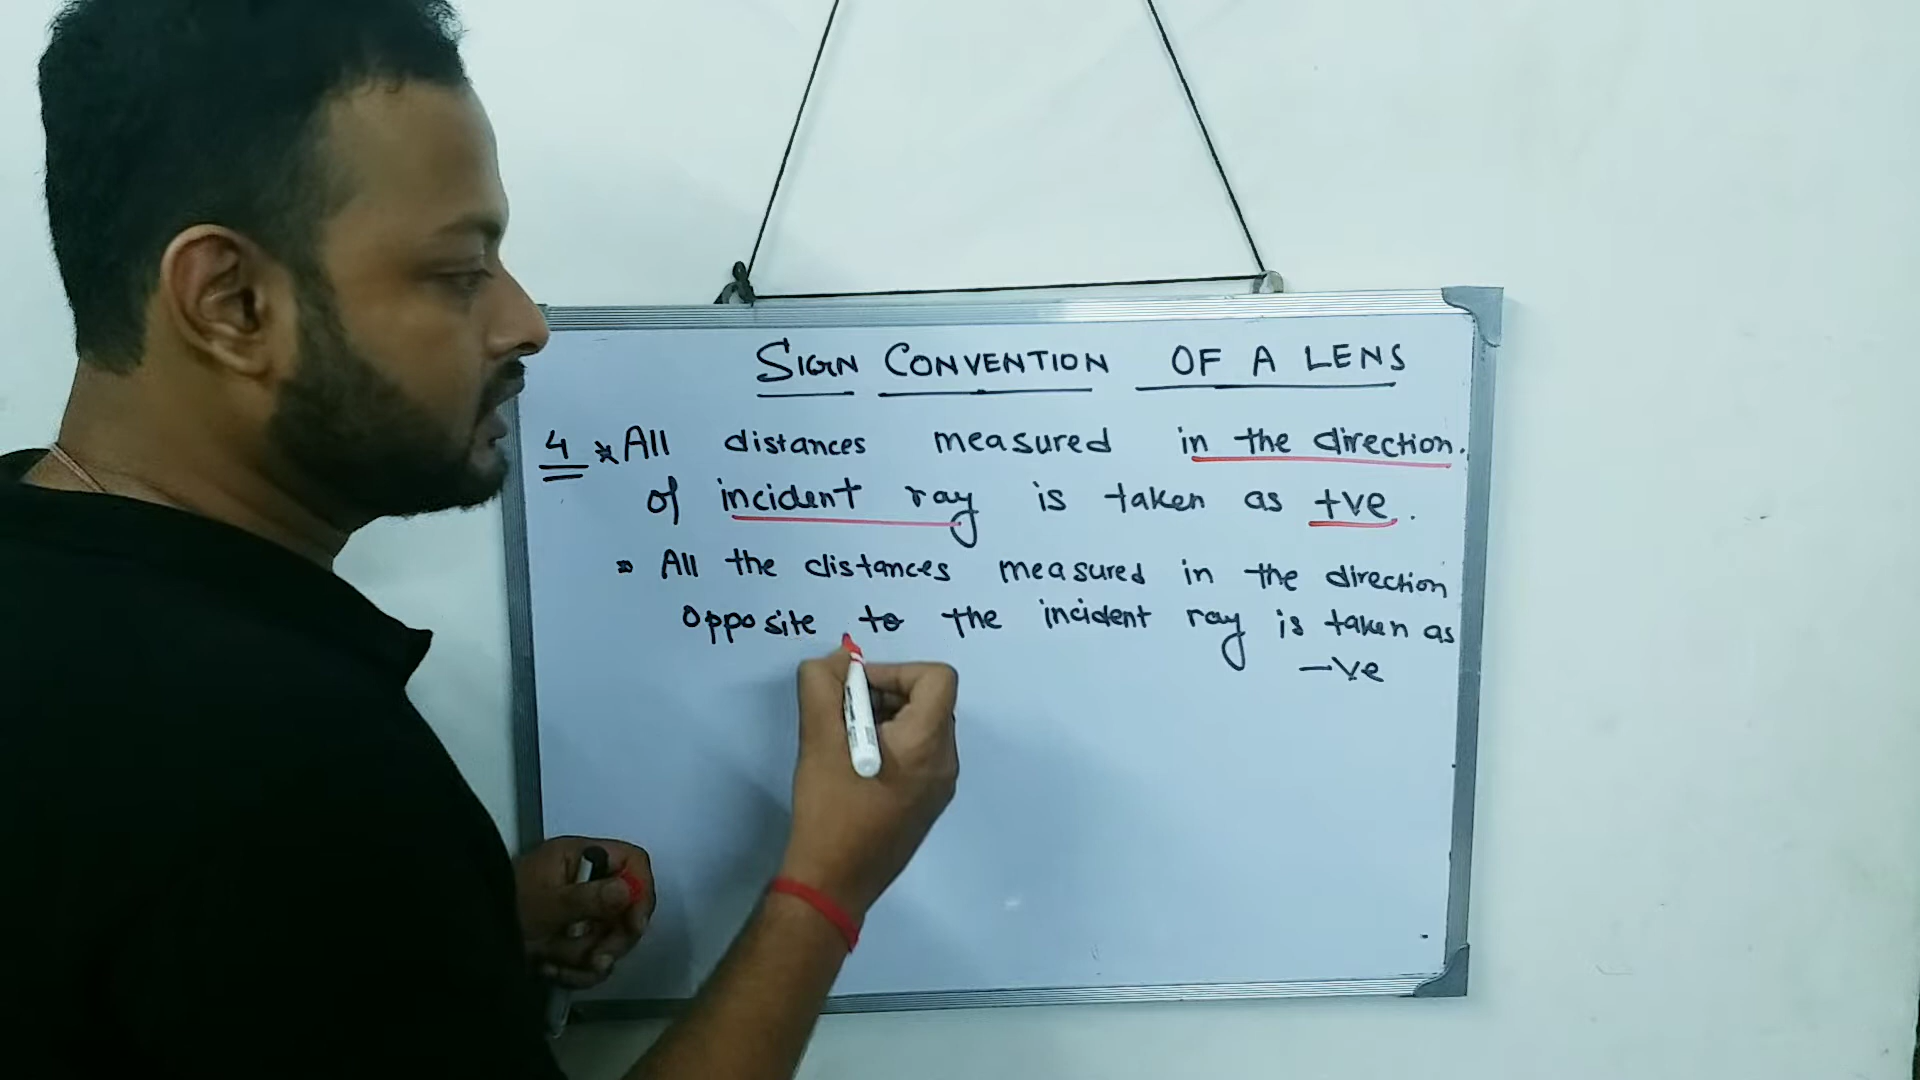 SIGN CONVENTION OF A LENS
4 * All distances measured in the direction.
of incident ray is taken as +ve.
» All the distances measured in the direction
opposite to the incident ray is taken as
-ve